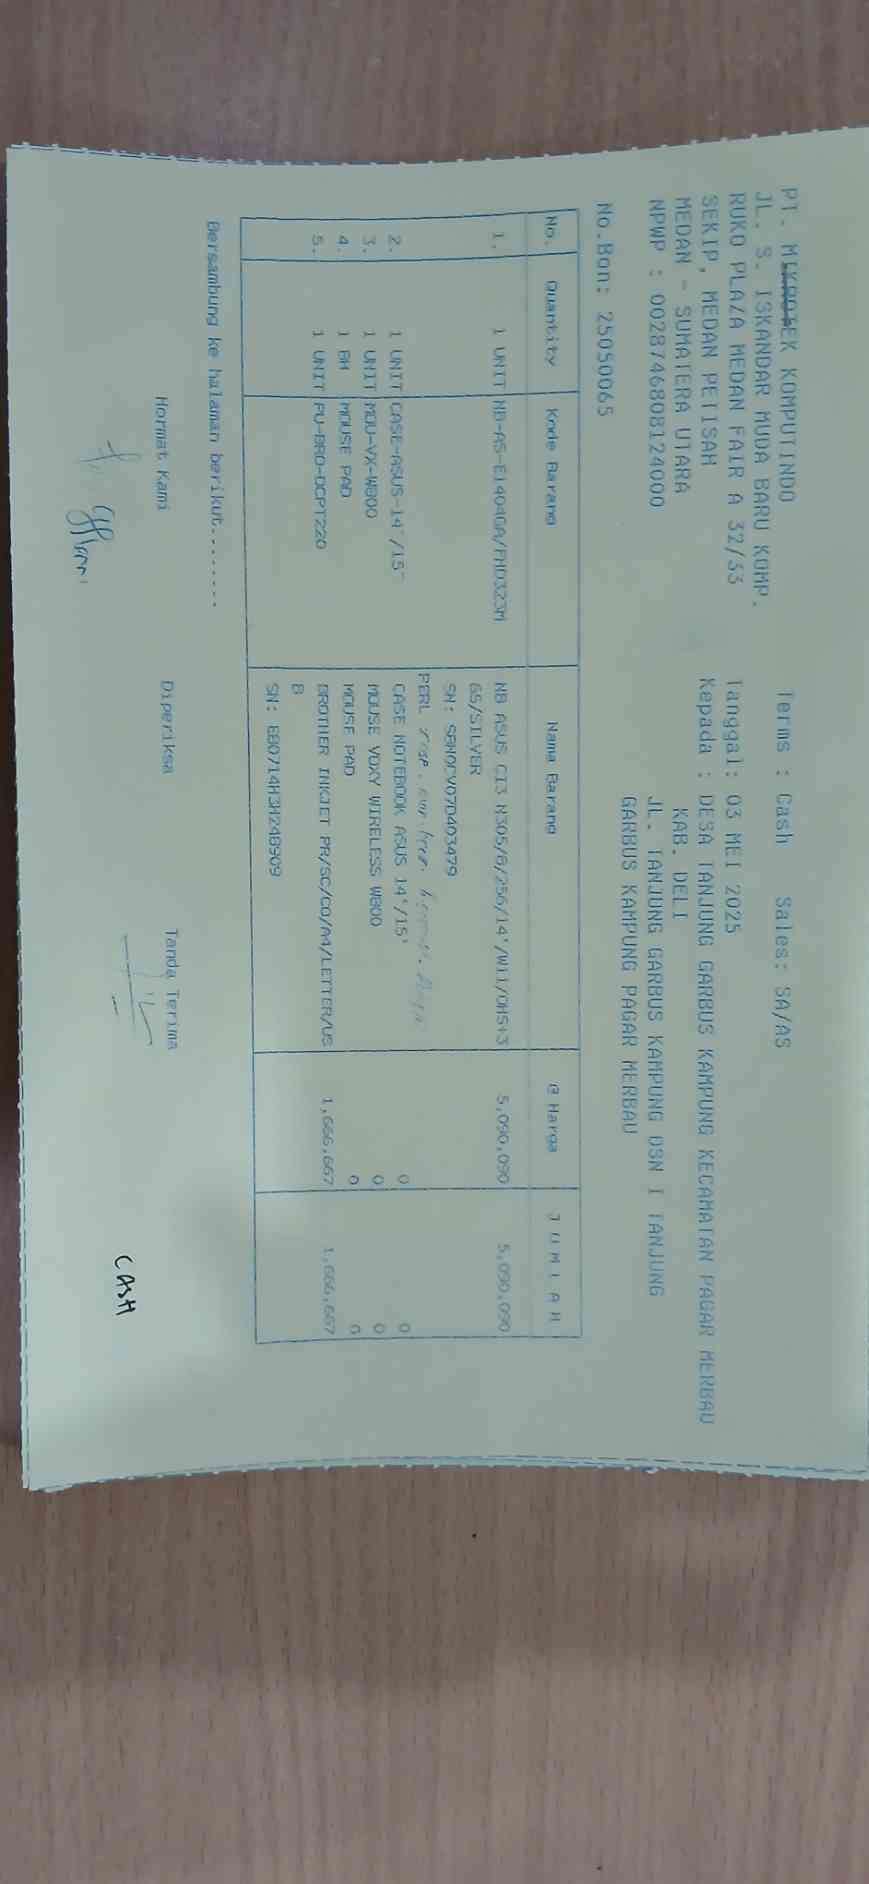 PT. MIKROTEK KOMPUTINDO
JL. S. ISKANDAR MUDA BARU KOMP.
RUKO PLAZA MEDAN FAIR A 32/33
SEKIP, MEDAN PETISAH
MEDAN - SUMATERA UTARA
NPWP : 0028746808124000
No.Bon: 25050065
Terms : Cash Sales: SA/AS
Tanggal: 03 MEI 2025
Kepada : DESA TANJUNG GARBUS KAMPUNG KECAMATAN PAGAR MERBAU
KAB. DELI
JL. TANJUNG GARBUS KAMPUNG DSN I TANJUNG
GARBUS KAMPUNG PAGAR MERBAU
No. Quantity Kode Barang Nama Barang @ Harga J U M L A H
1. 1 UNIT NB-AS-E1404GA/FHD323M NB ASUS CI3 N305/8/256/14'/W11/OHS+3 5,090,090 5,090,090
65/SILVER
SN: S8N0CV07D403479
PERL
2. 1 UNIT CASE-ASUS-14"/15" CASE NOTEBOOK ASUS 14'/15' 0 0
3. 1 UNIT MOU-VX-W800 MOUSE VOXY WIRELESS W800 0 0
4. 1 BH MOUSE PAD MOUSE PAD 0 0
5. 1 UNIT PU-BRO-DCPT220 BROTHER INKJET PR/SC/CO/A4/LETTER/US 1,666,667 1,666,667
B
SN: E80714H3H248909
Bersambung ke halaman berikut........
Hormat Kami Diperiksa Tanda Terima
CASH